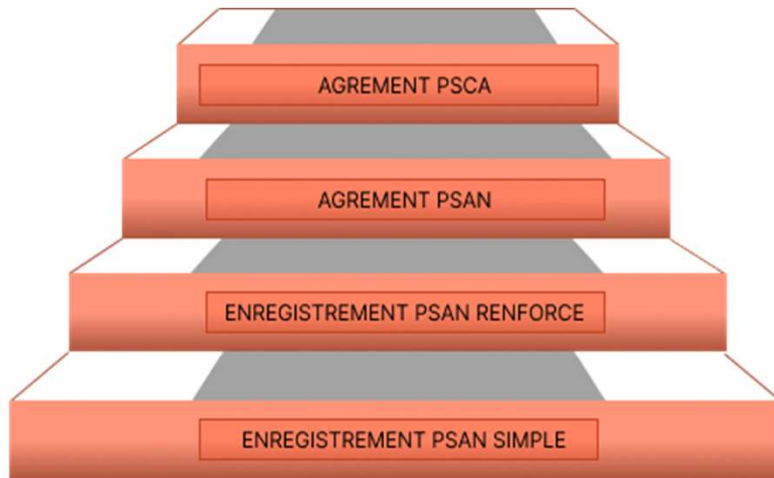 AGREMENT PSCA
AGREMENT PSAN
ENREGISTREMENT PSAN RENFORCE
ENREGISTREMENT PSAN SIMPLE